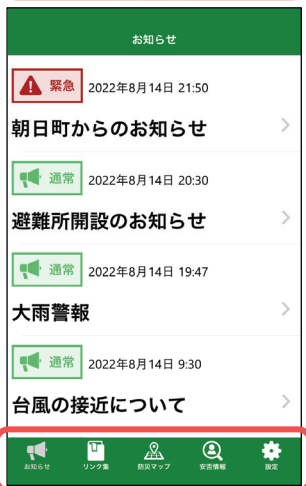 お知らせ
緊急 2022年8月14日 21:50
朝日町からのお知らせ
通常 2022年8月14日 20:30
避難所開設のお知らせ
通常 2022年8月14日 19:47
大雨警報
通常 2022年8月14日 9:30
台風の接近について
お知らせ リンク集 防災マップ 安否情報 設定